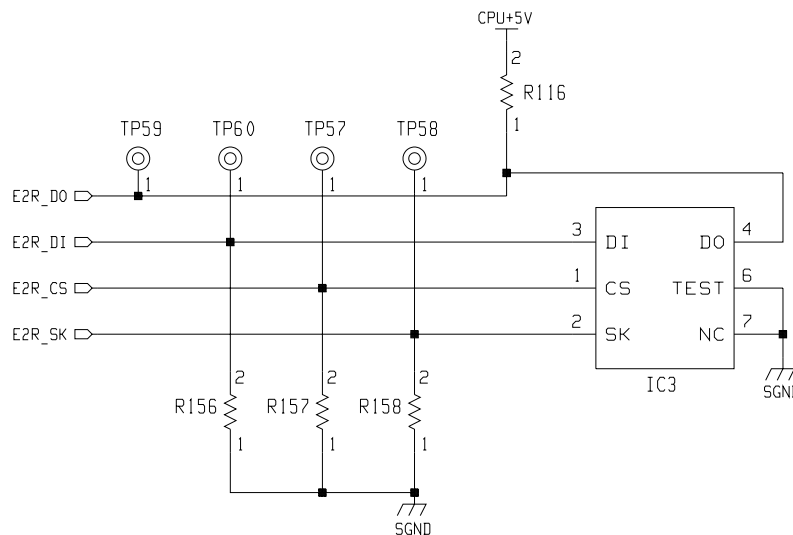 CPU+5V
2
R116
1
TP59 TP60 TP57 TP58
1 1 1 1
E2R_DO
E2R_DI 3 DI DO 4
E2R_CS 1 CS TEST 6
E2R_SK 2 SK NC 7
IC3
SGND
2 2 2
R156 R157 R158
1 1 1
SGND